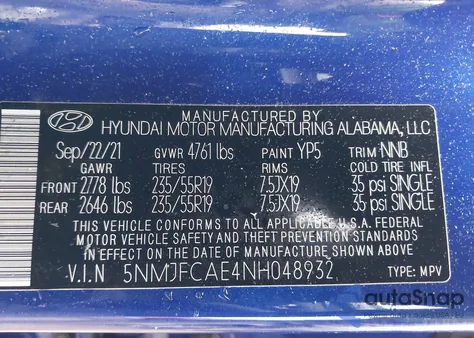 MANUFACTURED BY
HYUNDAI MOTOR MANUFACTURING ALABAMA, LLC
Sep/22/21 GVWR 4761 lbs PAINT YP5 TRIM NNB
GAWR TIRES RIMS COLD TIRE INFL
FRONT 2778 lbs 235/55R19 7.5JX19 35 psi SINGLE
REAR 2646 lbs 235/55R19 7.5JX19 35 psi SINGLE
THIS VEHICLE CONFORMS TO ALL APPLICABLE U.S.A. FEDERAL
MOTOR VEHICLE SAFETY AND THEFT PREVENTION STANDARDS
IN EFFECT ON THE DATE OF MANUFACTURE SHOWN ABOVE.
V.I.N 5NMJFCAE4NH048932 TYPE: MPV
autoSnap